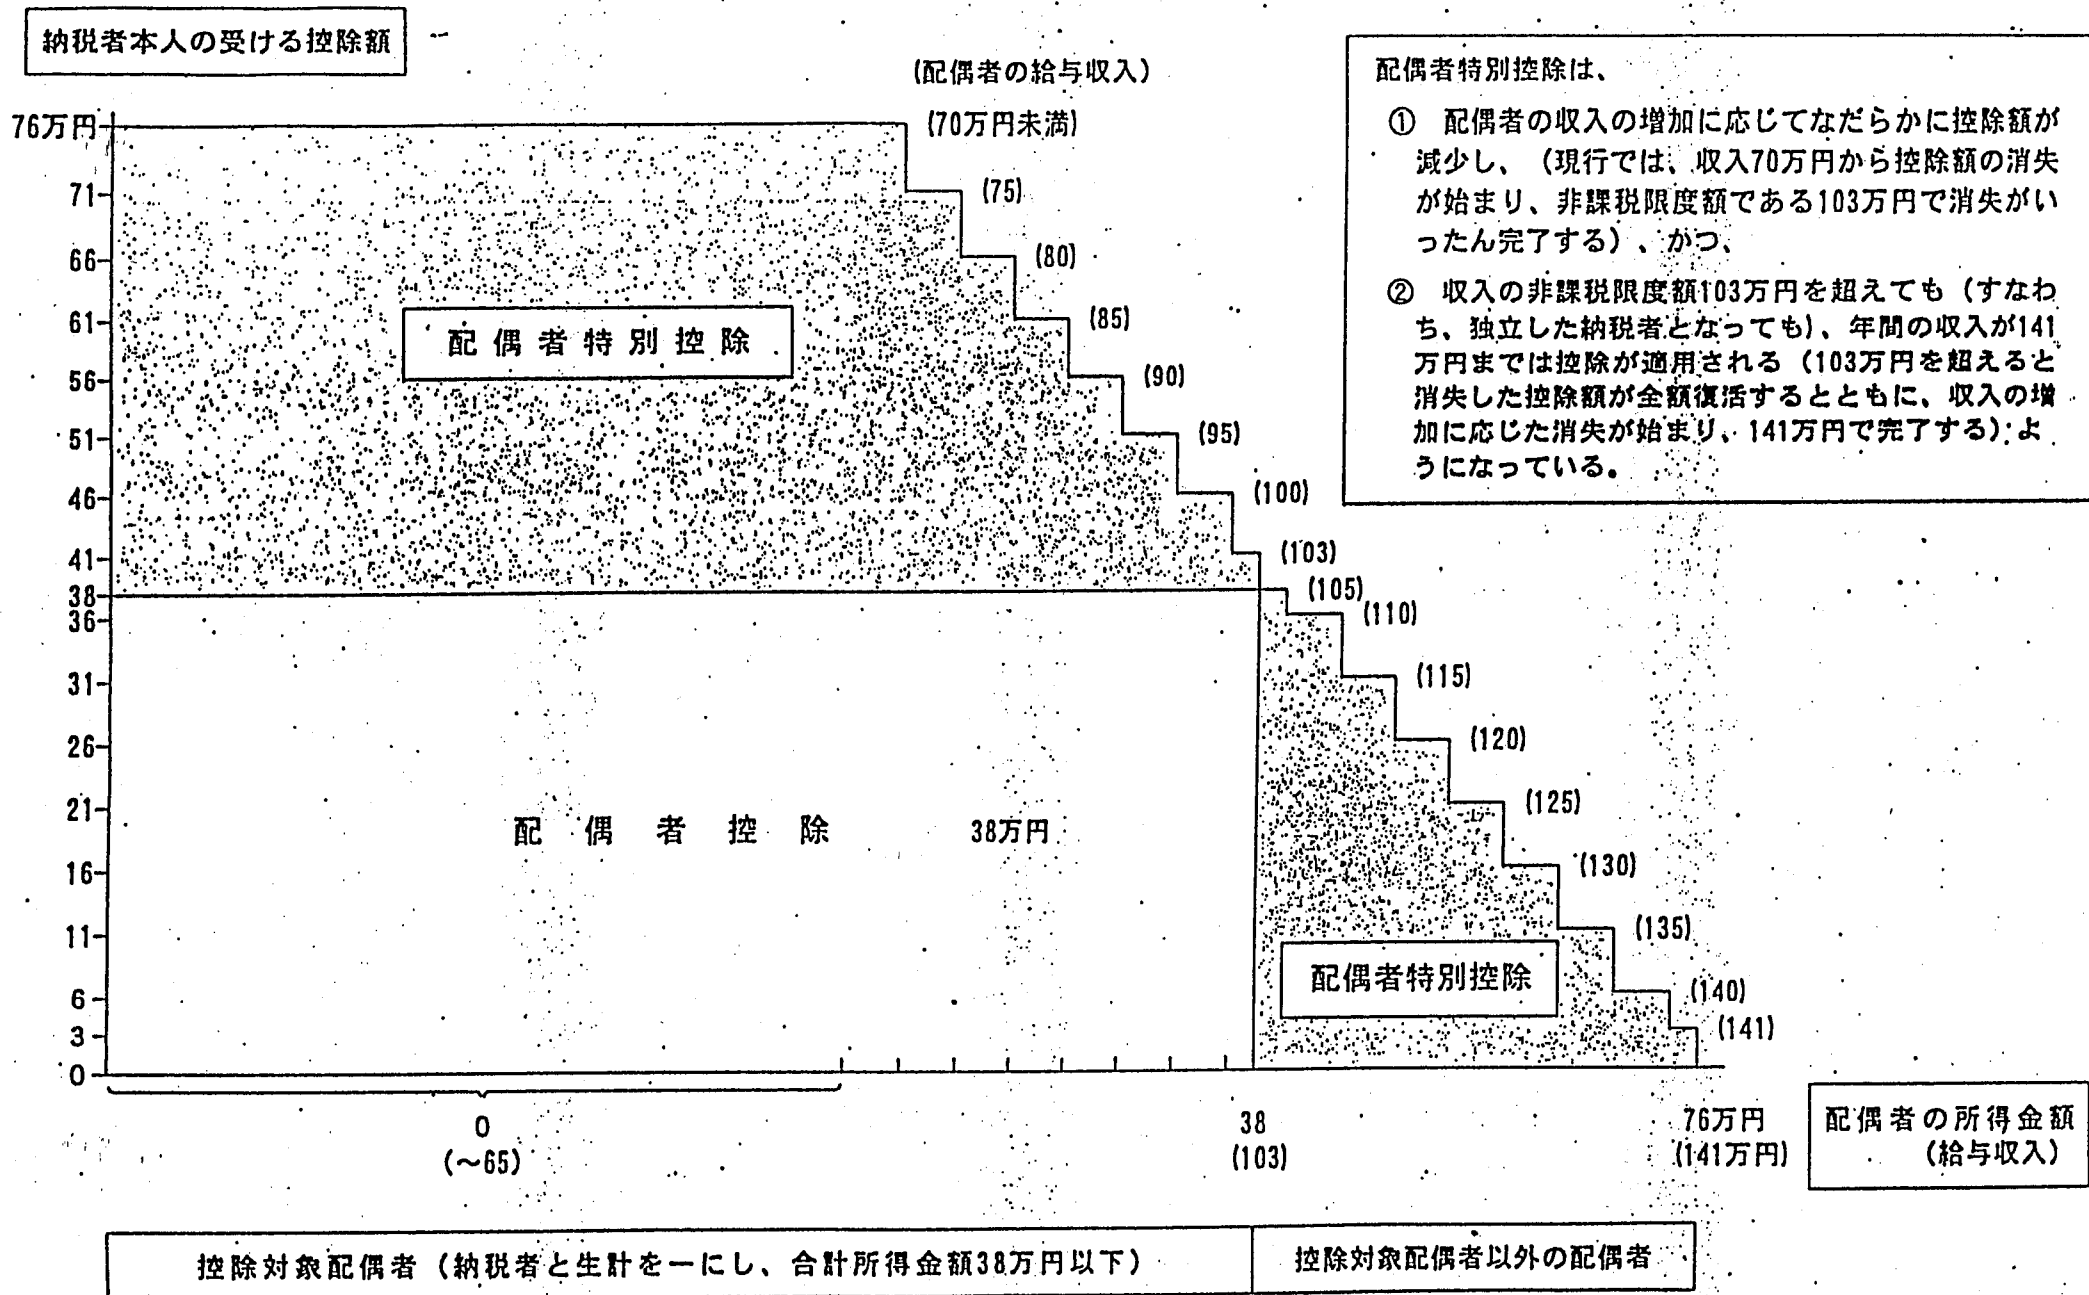 納税者本人の受ける控除額
(配偶者の給与収入)
76万円
(70万円未満)
71
(75)
66
(80)
61
(85)
56
(90)
51
(95)
46
(100)
41
(103)
38
(105)
36
(110)
31
(115)
26
(120)
21
(125)
16
(130)
11
(135)
6
(140)
3
(141)
0
配偶者特別控除
配偶者控除 38万円
配偶者特別控除
配偶者特別控除は、
① 配偶者の収入の増加に応じてなだらかに控除額が
減少し、(現行では、収入70万円から控除額の消失
が始まり、非課税限度額である103万円で消失がい
ったん完了する)、かつ、
② 収入の非課税限度額103万円を超えても(すなわ
ち、独立した納税者となっても)、年間の収入が141
万円までは控除が適用される(103万円を超えると
消失した控除額が全額復活するとともに、収入の増
加に応じた消失が始まり、141万円で完了する)よ
うになっている。
0
(~65)
38
(103)
76万円
(141万円)
配偶者の所得金額
(給与収入)
控除対象配偶者(納税者と生計を一にし、合計所得金額38万円以下)
控除対象配偶者以外の配偶者